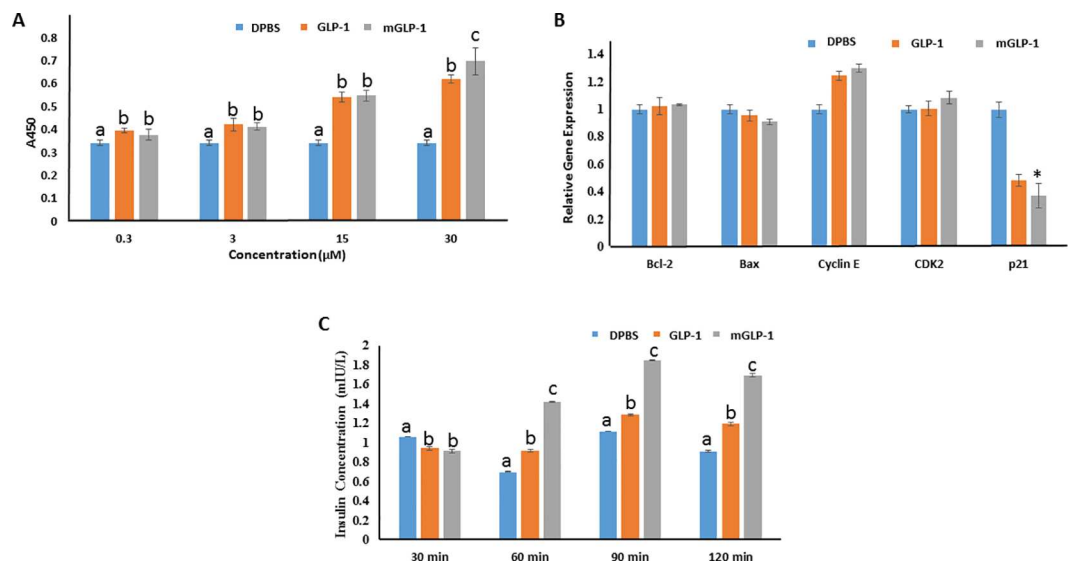 A
DPBS GLP-1 mGLP-1
0.8
0.7
0.6
0.5
0.4
0.3
0.2
0.1
0
A450
a b b
a b b
a b b
a b c
0.3 3 15 30
Concentration (µM)
B
DPBS GLP-1 mGLP-1
1.4
1.2
1
0.8
0.6
0.4
0.2
0
Relative Gene Expression
*
Bcl-2 Bax Cyclin E CDK2 p21
C
DPBS GLP-1 mGLP-1
2
1.8
1.6
1.4
1.2
1
0.8
0.6
0.4
0.2
0
Insulin Concentration (mIU/L)
a b b
a b c
a b c
a b c
30 min 60 min 90 min 120 min